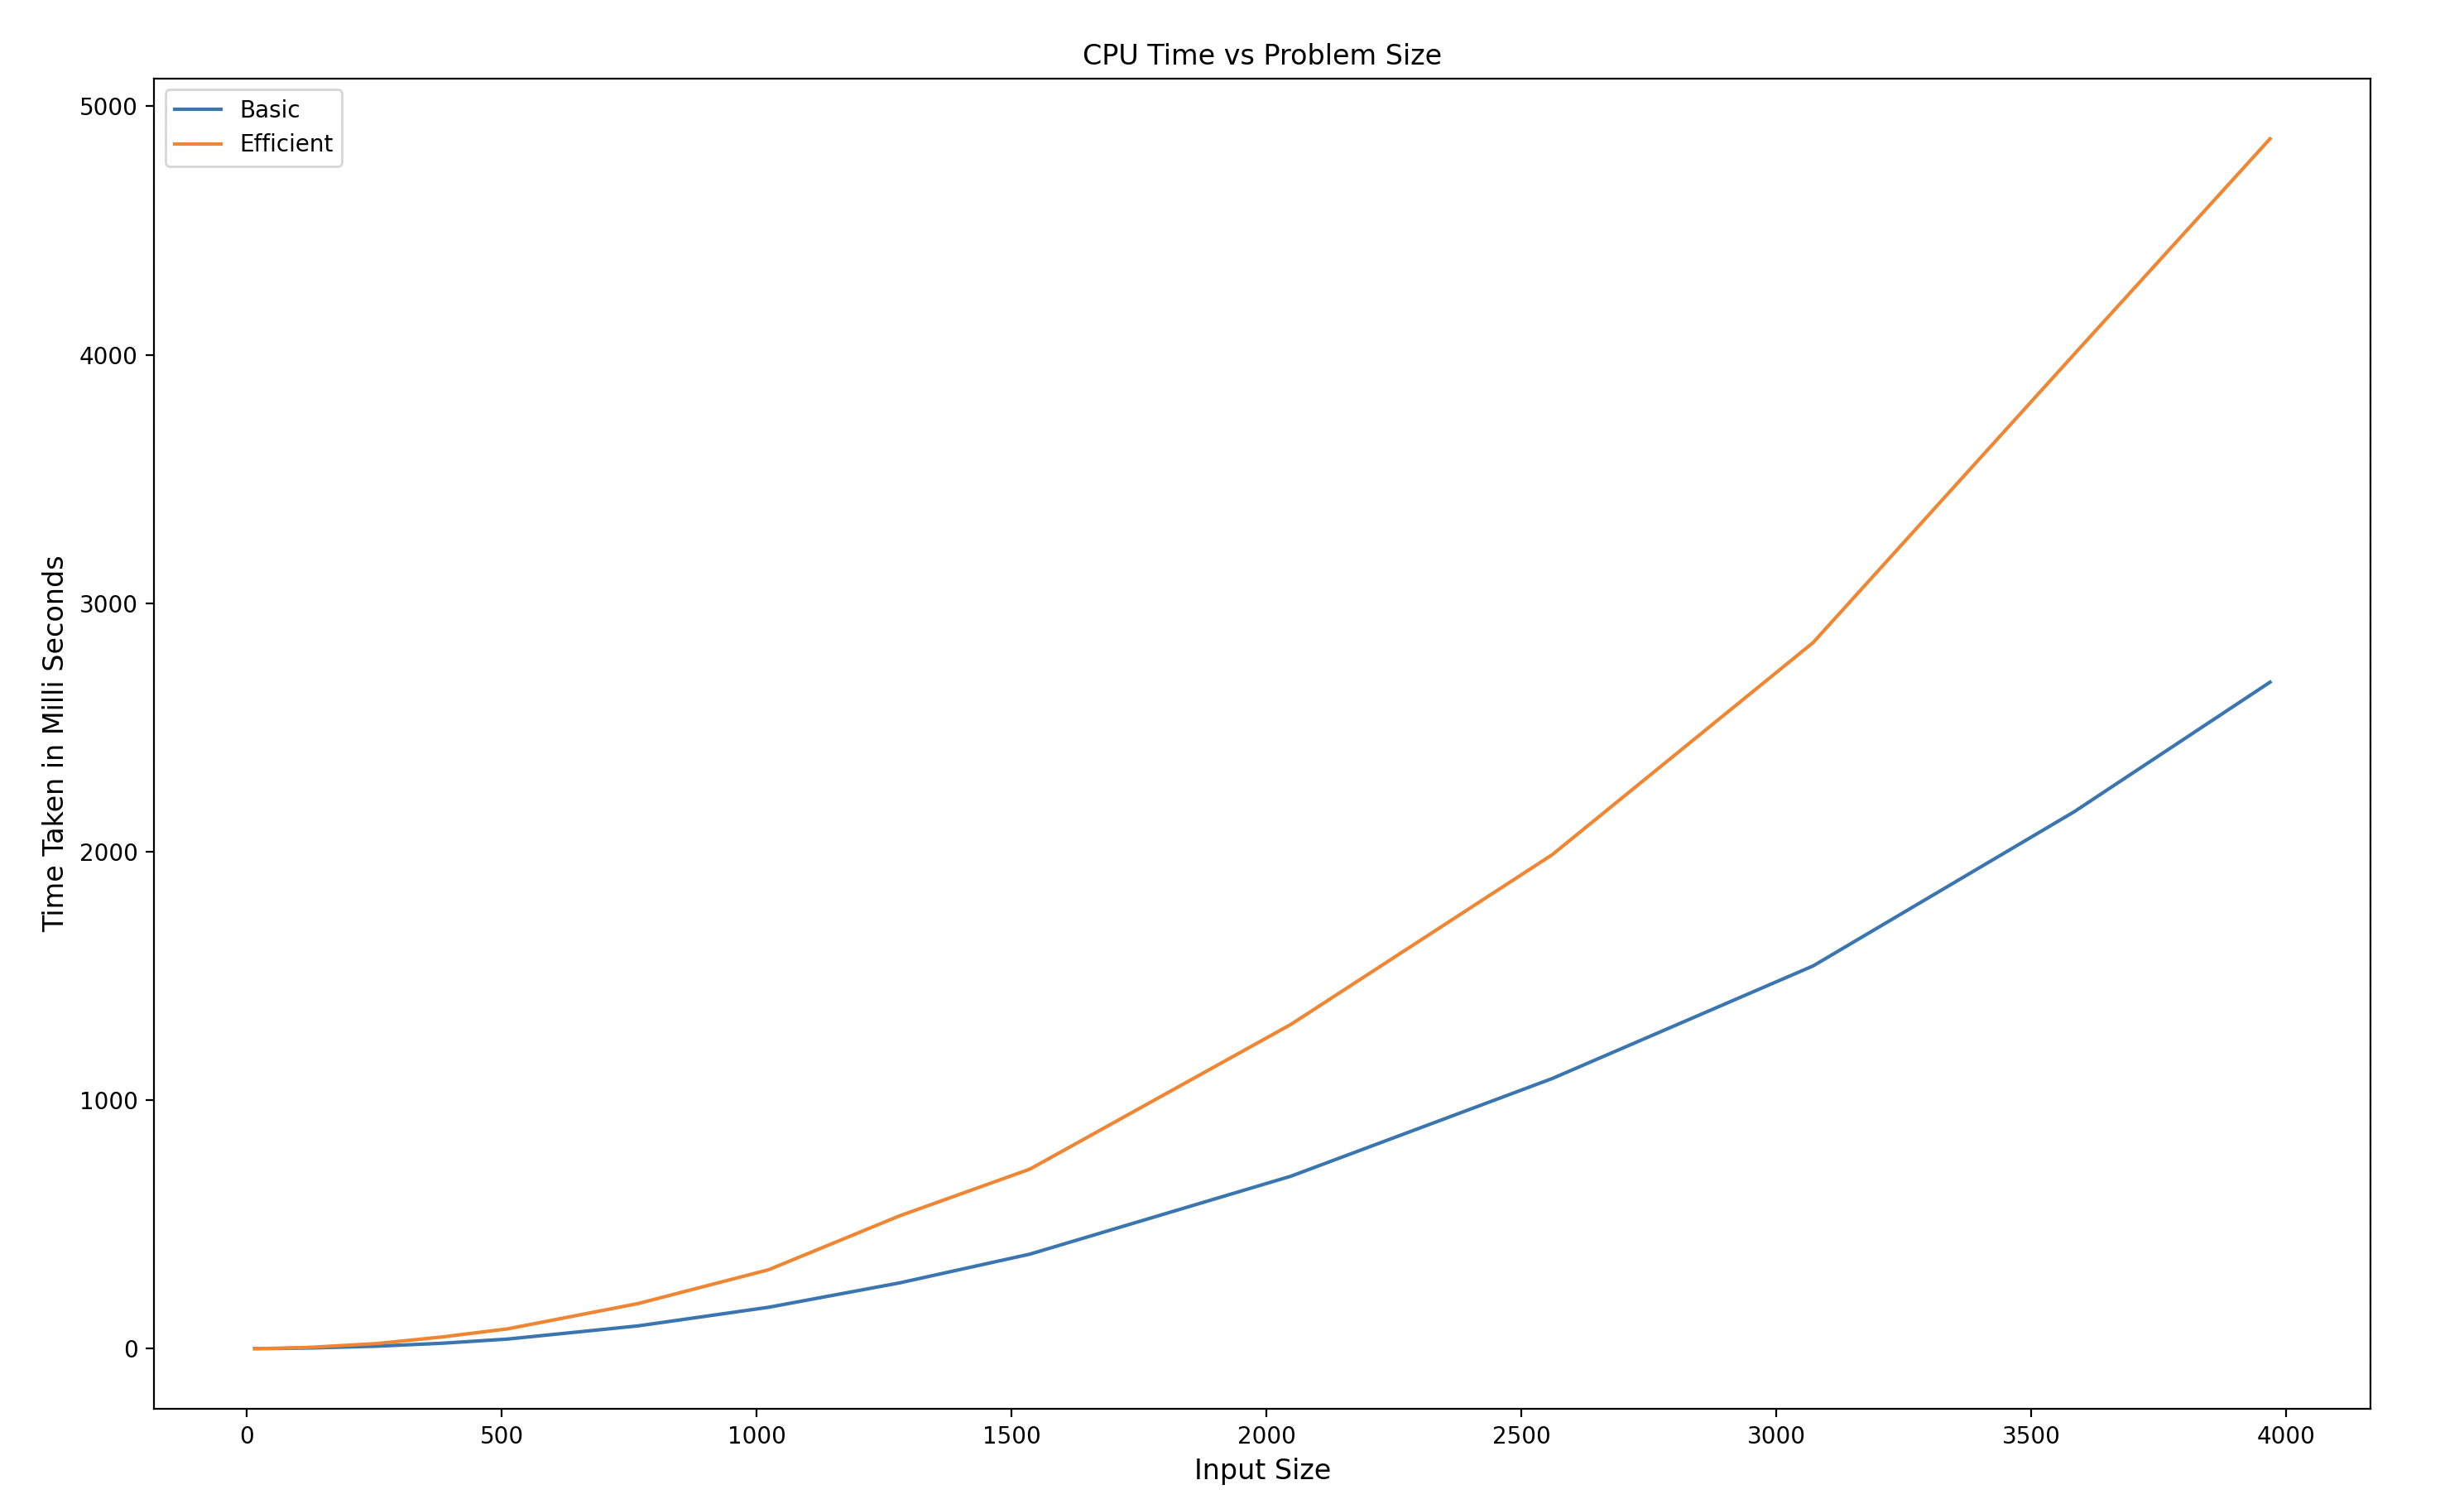 CPU Time vs Problem Size
Basic
Efficient
Time Taken in Milli Seconds
5000
4000
3000
2000
1000
0
0 500 1000 1500 2000 2500 3000 3500 4000
Input Size